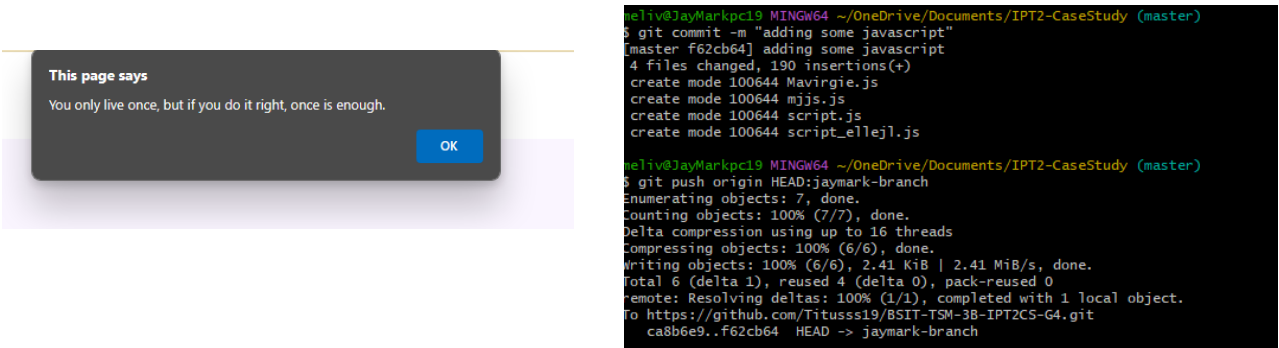 This page says
You only live once, but if you do it right, once is enough.
OK
meliv@JayMarkpc19 MINGW64 ~/OneDrive/Documents/IPT2-CaseStudy (master)
$ git commit -m "adding some javascript"
[master f62cb64] adding some javascript
4 files changed, 190 insertions(+)
create mode 100644 Mavirgie.js
create mode 100644 mjjs.js
create mode 100644 script.js
create mode 100644 script_ellejl.js
meliv@JayMarkpc19 MINGW64 ~/OneDrive/Documents/IPT2-CaseStudy (master)
$ git push origin HEAD:jaymark-branch
Enumerating objects: 7, done.
Counting objects: 100% (7/7), done.
Delta compression using up to 16 threads
Compressing objects: 100% (6/6), done.
Writing objects: 100% (6/6), 2.41 KiB | 2.41 MiB/s, done.
Total 6 (delta 1), reused 4 (delta 0), pack-reused 0
remote: Resolving deltas: 100% (1/1), completed with 1 local object.
To https://github.com/Titusss19/BSIT-TSM-3B-IPT2CS-G4.git
ca8b6e9..f62cb64  HEAD -> jaymark-branch